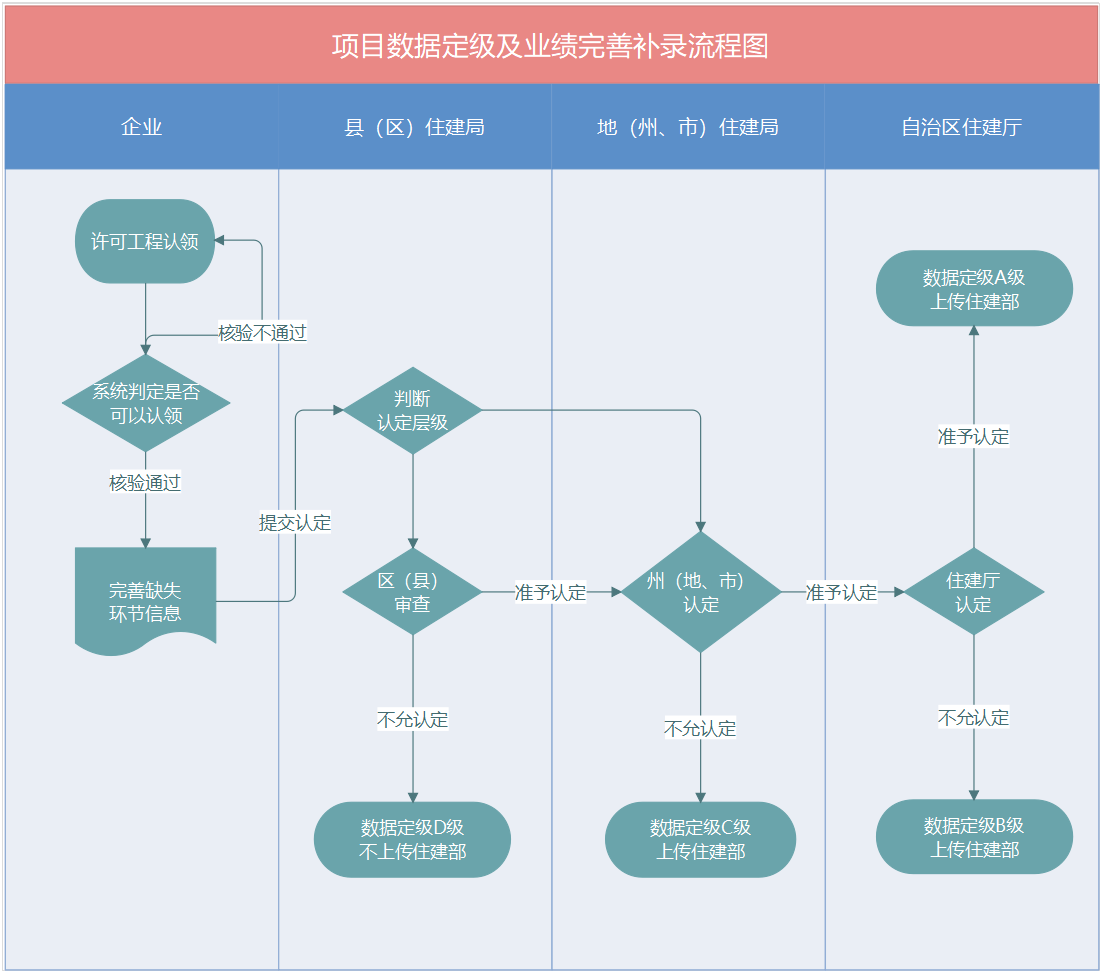 项目数据定级及业绩完善补录流程图
企业
县（区）住建局
地（州、市）住建局
自治区住建厅
许可工程认领
核验不通过
系统判定是否
可以认领
核验通过
完善缺失
环节信息
提交认定
判断
认定层级
区（县）
审查
准予认定
不允认定
数据定级D级
不上传住建部
州（地、市）
认定
准予认定
不允认定
数据定级C级
上传住建部
数据定级A级
上传住建部
准予认定
住建厅
认定
不允认定
数据定级B级
上传住建部